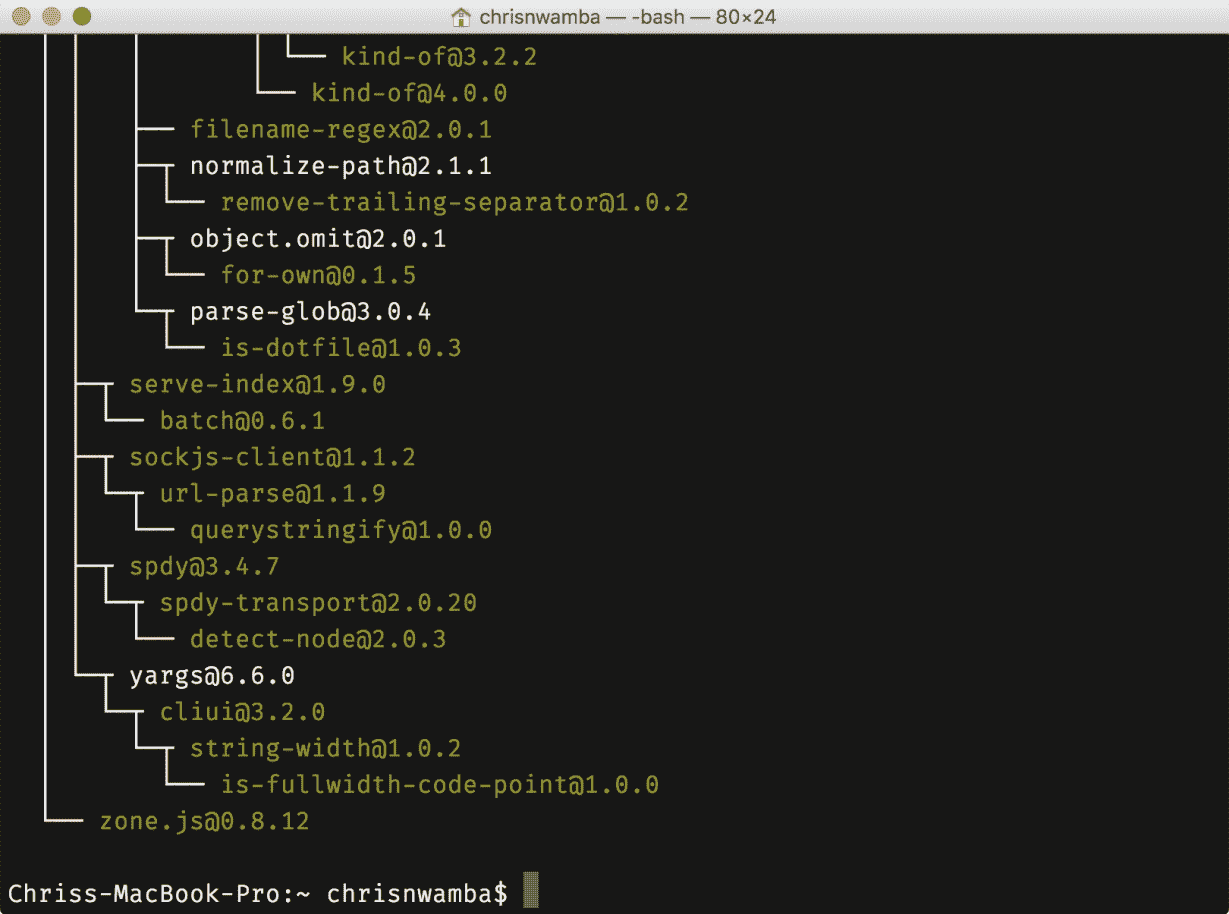 chrisnwamba — -bash — 80×24
kind-of@3.2.2
kind-of@4.0.0
filename-regex@2.0.1
normalize-path@2.1.1
remove-trailing-separator@1.0.2
object.omit@2.0.1
for-own@0.1.5
parse-glob@3.0.4
is-dotfile@1.0.3
serve-index@1.9.0
batch@0.6.1
sockjs-client@1.1.2
url-parse@1.1.9
querystringify@1.0.0
spdy@3.4.7
spdy-transport@2.0.20
detect-node@2.0.3
yargs@6.6.0
cliui@3.2.0
string-width@1.0.2
is-fullwidth-code-point@1.0.0
zone.js@0.8.12
Chriss-MacBook-Pro:~ chrisnwamba$